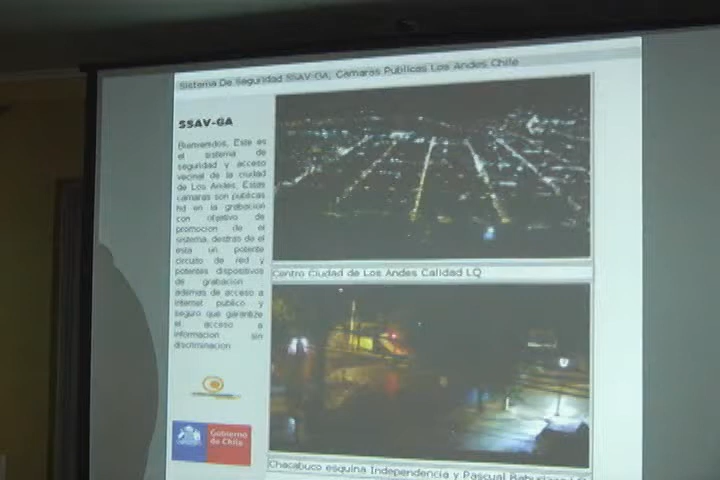 Sistema De Seguridad SSAV-GA, Camaras Publicas Los Andes Chile
SSAV-GA
Bienvenidos, Este es
el sistema de
seguridad y acceso
vecinal de la ciudad
de Los Andes, Estas
camaras son publicas
en la grabacion
con objetivo de
promocion de el
sistema, detras de el
esta un potente
circuito de red y
potentes dispositivos
de grabacion
ademas de acceso a
internet publico y
seguro que garantize
el acceso a
informacion sin
discriminacion
Centro Ciudad de Los Andes Calidad LQ
Gobierno
de Chile
Chacabuco esquina Independencia y Pascual